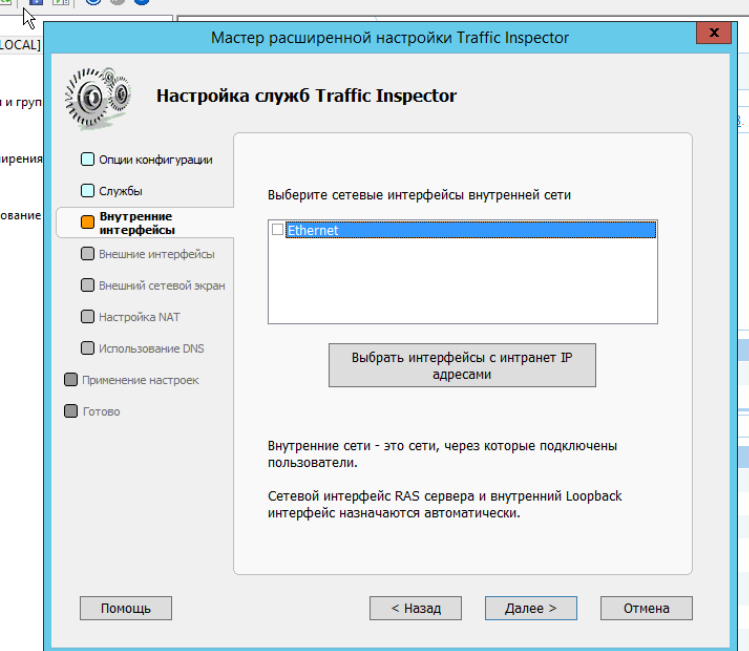 Мастер расширенной настройки Traffic Inspector
x
LOCAL]
и груп
ирения
ование
Настройка служб Traffic Inspector
Опции конфигурации
Службы
Внутренние
интерфейсы
Внешние интерфейсы
Внешний сетевой экран
Настройка NAT
Использование DNS
Применение настроек
Готово
Выберите сетевые интерфейсы внутренней сети
Ethernet
Выбрать интерфейсы с интранет IP
адресами
Внутренние сети - это сети, через которые подключены
пользователи.
Сетевой интерфейс RAS сервера и внутренний Loopback
интерфейс назначаются автоматически.
Помощь
< Назад
Далее >
Отмена